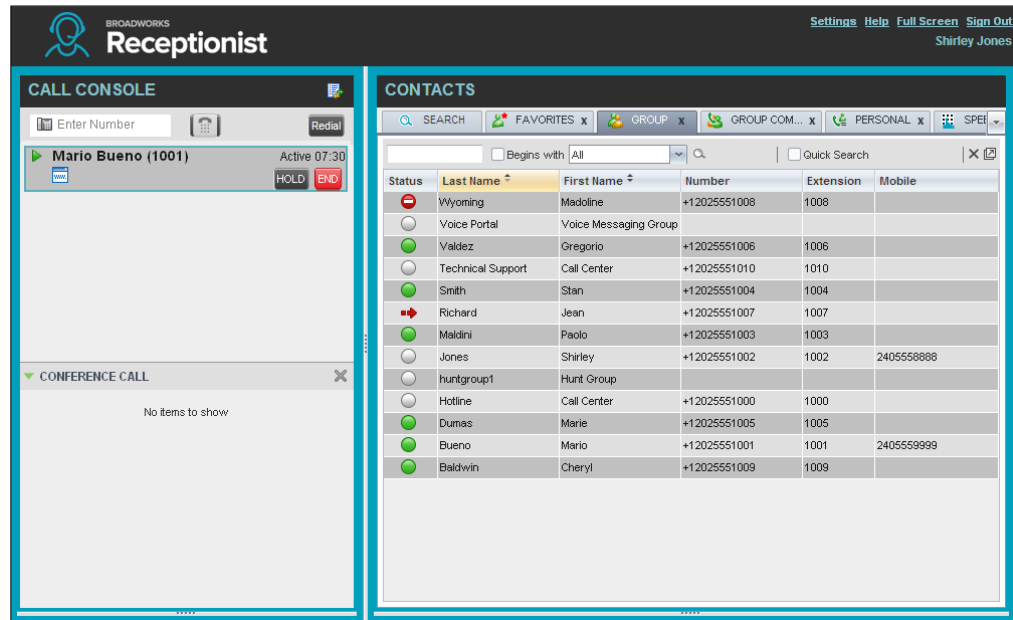 BROADWORKS
Receptionist
Settings Help Full Screen Sign Out
Shirley Jones
CALL CONSOLE
Enter Number
Redial
Mario Bueno (1001) Active 07:30
www.
HOLD END
CONFERENCE CALL
No items to show
CONTACTS
SEARCH FAVORITES x GROUP x GROUP COM... x PERSONAL x SPEE
Begins with All Quick Search
Status Last Name First Name Number Extension Mobile
Wyoming Madoline +12025551008 1008
Voice Portal Voice Messaging Group
Valdez Gregorio +12025551006 1006
Technical Support Call Center +12025551010 1010
Smith Stan +12025551004 1004
Richard Jean +12025551007 1007
Maldini Paolo +12025551003 1003
Jones Shirley +12025551002 1002 2405558888
huntgroup1 Hunt Group
Hotline Call Center +12025551000 1000
Dumas Marie +12025551005 1005
Bueno Mario +12025551001 1001 2405559999
Baldwin Cheryl +12025551009 1009